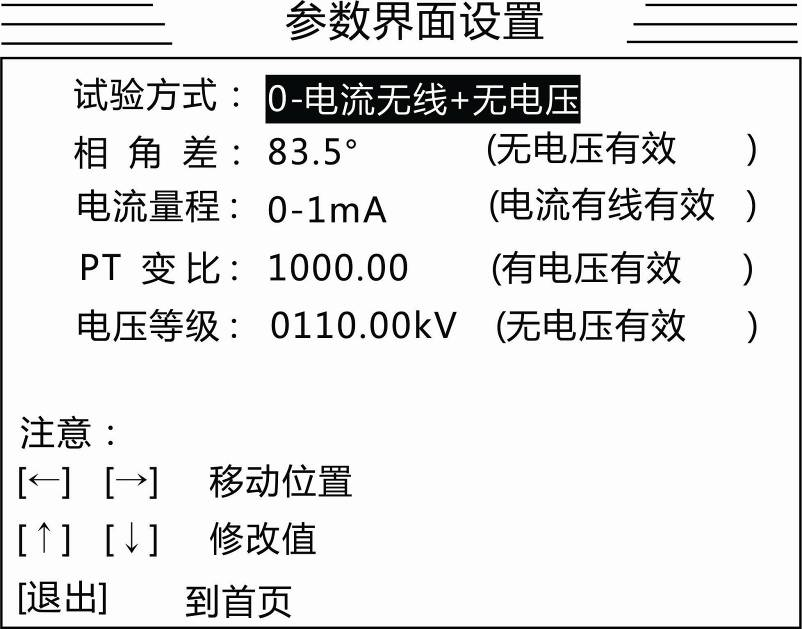 参数界面设置
试验方式： 0-电流无线+无电压
相 角 差： 83.5° (无电压有效 )
电流量程： 0-1mA (电流有线有效 )
PT 变 比： 1000.00 (有电压有效 )
电压等级： 0110.00kV (无电压有效 )
注意：
[←] [→] 移动位置
[↑] [↓] 修改值
[退出] 到首页